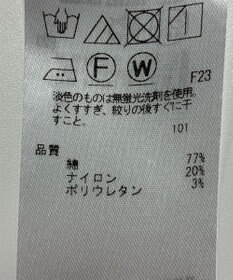 F W
F23
淡色のものは無蛍光洗剤を使用。
よくすすぎ、絞りの後すぐに干
すこと。
101
品質
綿 77%
ナイロン 20%
ポリウレタン 3%